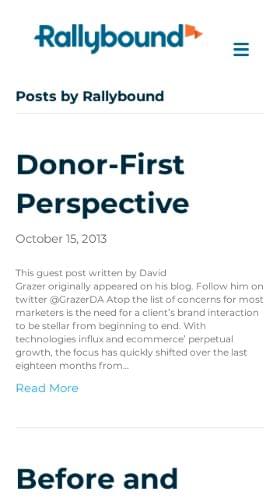 Rallybound
Posts by Rallybound
Donor-First
Perspective
October 15, 2013
This guest post written by David
Grazer originally appeared on his blog. Follow him on
twitter @GrazerDA Atop the list of concerns for most
marketers is the need for a client’s brand interaction
to be stellar from beginning to end. With
technologies influx and ecommerce’ perpetual
growth, the focus has quickly shifted over the last
eighteen months from...
Read More
Before and